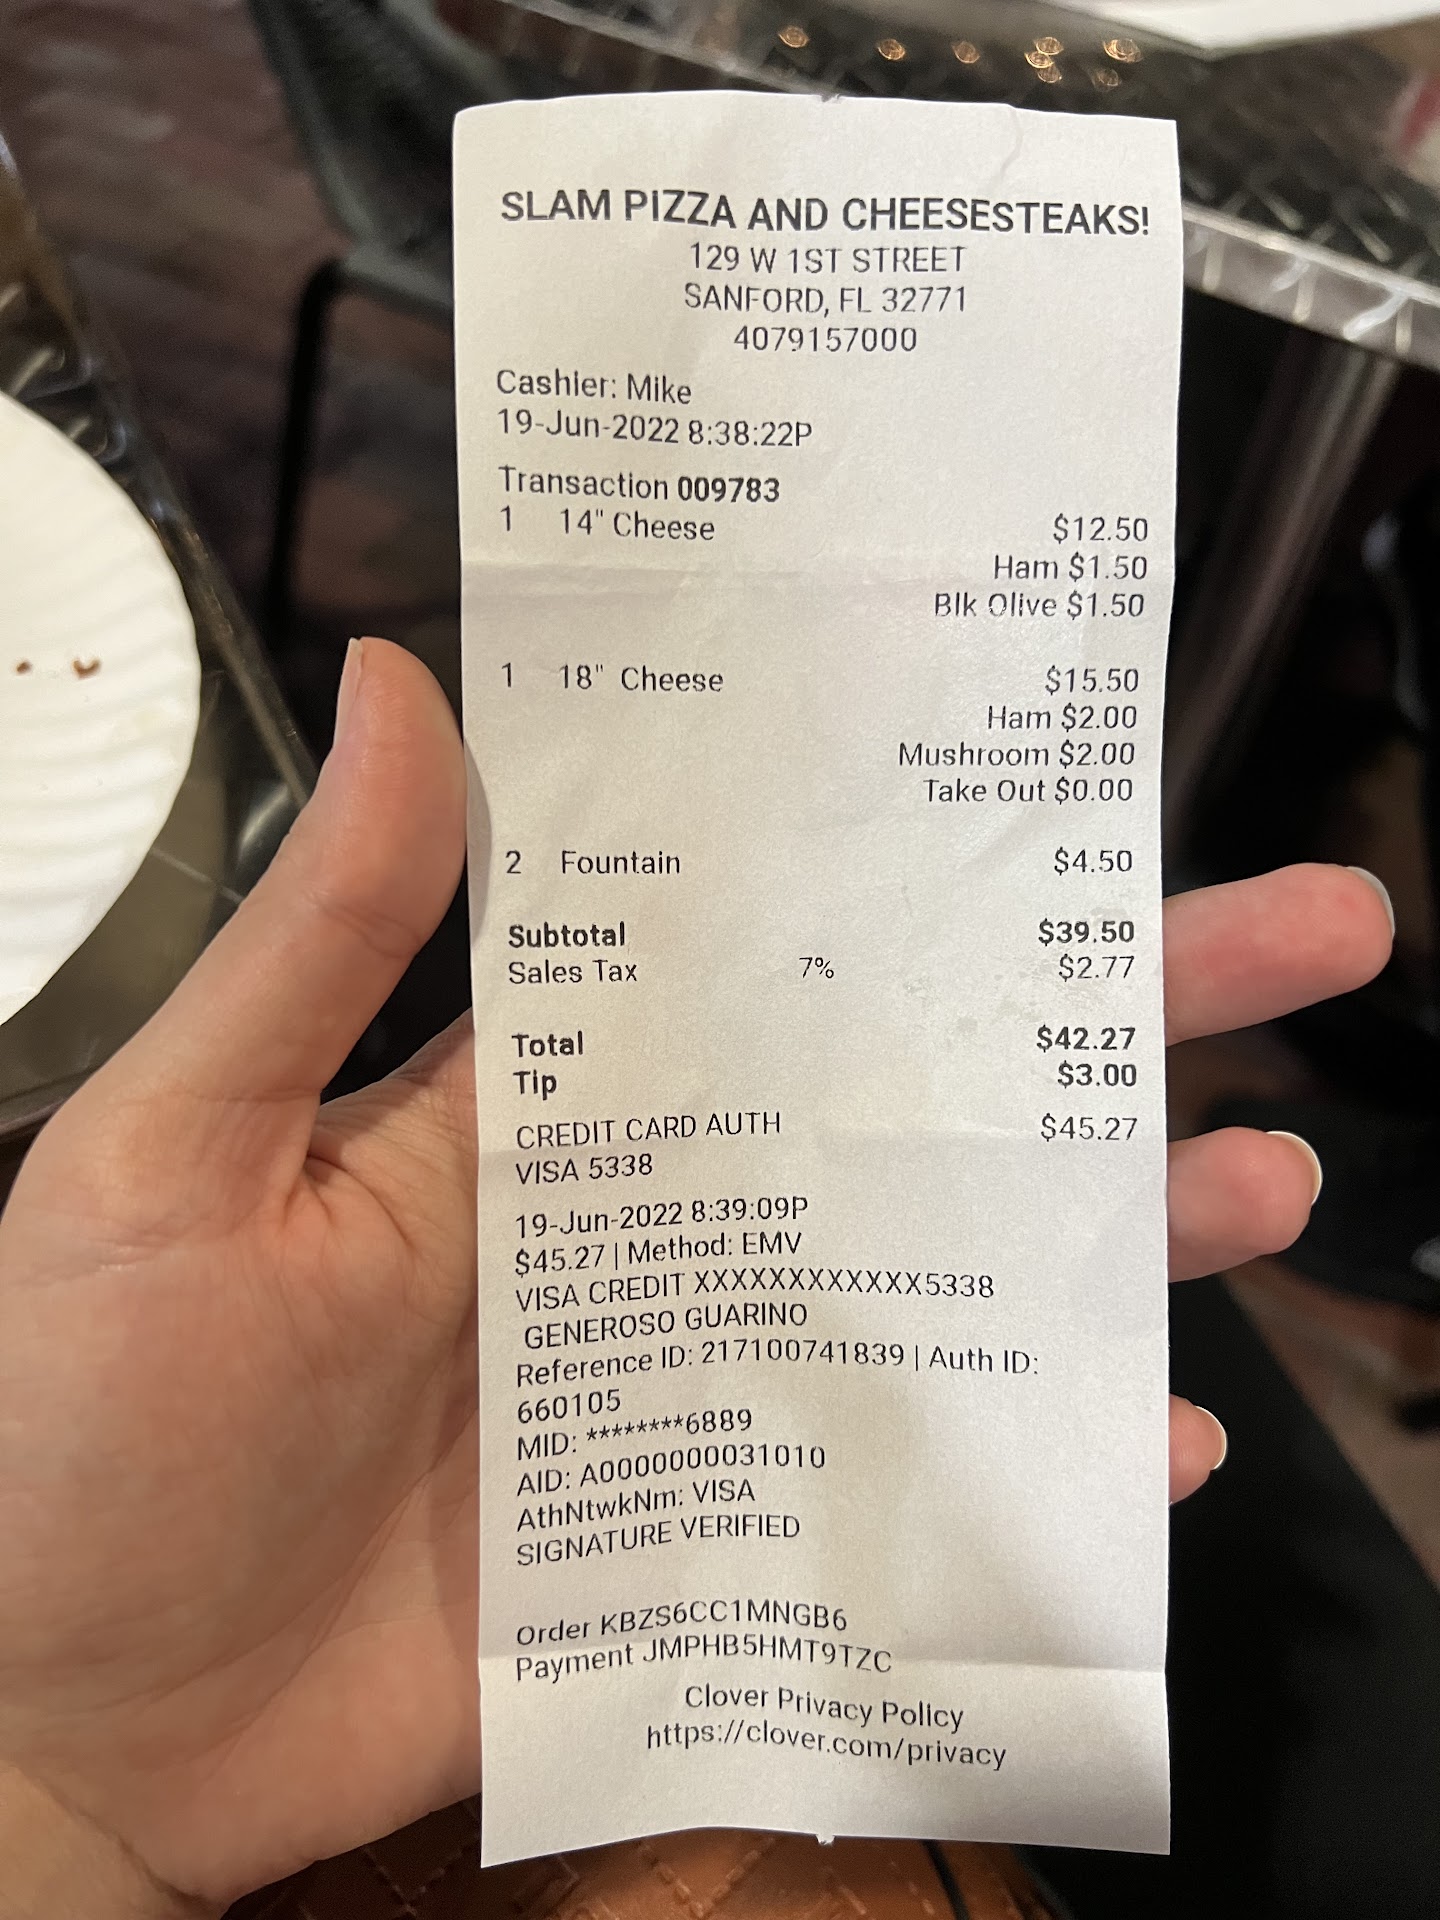 SLAM PIZZA AND CHEESESTEAKS!
129 W 1ST STREET
SANFORD, FL 32771
4079157000
Cashier: Mike
19-Jun-2022 8:38:22P
Transaction 009783
1 14" Cheese $12.50
Ham $1.50
Blk Olive $1.50
1 18" Cheese $15.50
Ham $2.00
Mushroom $2.00
Take Out $0.00
2 Fountain $4.50
Subtotal $39.50
Sales Tax 7% $2.77
Total $42.27
Tip $3.00
CREDIT CARD AUTH $45.27
VISA 5338
19-Jun-2022 8:39:09P
$45.27 | Method: EMV
VISA CREDIT XXXXXXXXXXXX5338
GENEROSO GUARINO
Reference ID: 217100741839 | Auth ID:
660105
MID: ********6889
AID: A0000000031010
AthNtwkNm: VISA
SIGNATURE VERIFIED
Order KBZS6CC1MNGB6
Payment JMPHB5HMT9TZC
Clover Privacy Policy
https://clover.com/privacy